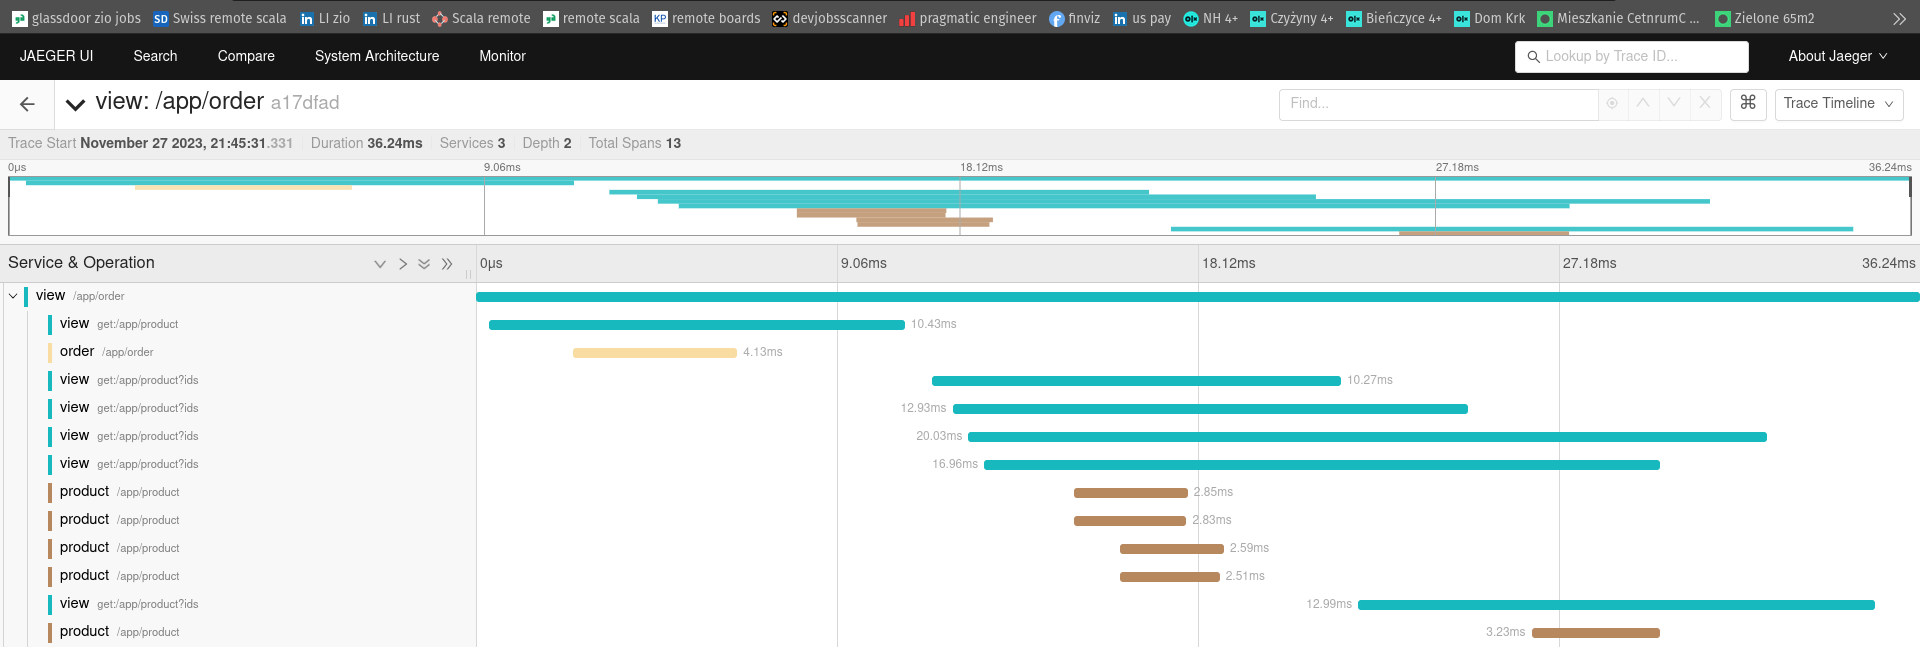 glassdoor zio jobs SD Swiss remote scala in LI zio in LI rust Scala remote remote scala KP remote boards devjobsscanner pragmatic engineer finviz in us pay NH 4+ Czyżyny 4+ Bieńczyce 4+ Dom Krk Mieszkanie CetnrumC ... Zielone 65m2
JAEGER UI Search Compare System Architecture Monitor Lookup by Trace ID... About Jaeger
view: /app/order a17dfad Find... Trace Timeline
Trace Start November 27 2023, 21:45:31.331 Duration 36.24ms Services 3 Depth 2 Total Spans 13
0μs 9.06ms 18.12ms 27.18ms 36.24ms
Service & Operation 0μs 9.06ms 18.12ms 27.18ms 36.24ms
view /app/order
view get:/app/product 10.43ms
order /app/order 4.13ms
view get:/app/product?ids 10.27ms
view get:/app/product?ids 12.93ms
view get:/app/product?ids 20.03ms
view get:/app/product?ids 16.96ms
product /app/product 2.85ms
product /app/product 2.83ms
product /app/product 2.59ms
product /app/product 2.51ms
view get:/app/product?ids 12.99ms
product /app/product 3.23ms